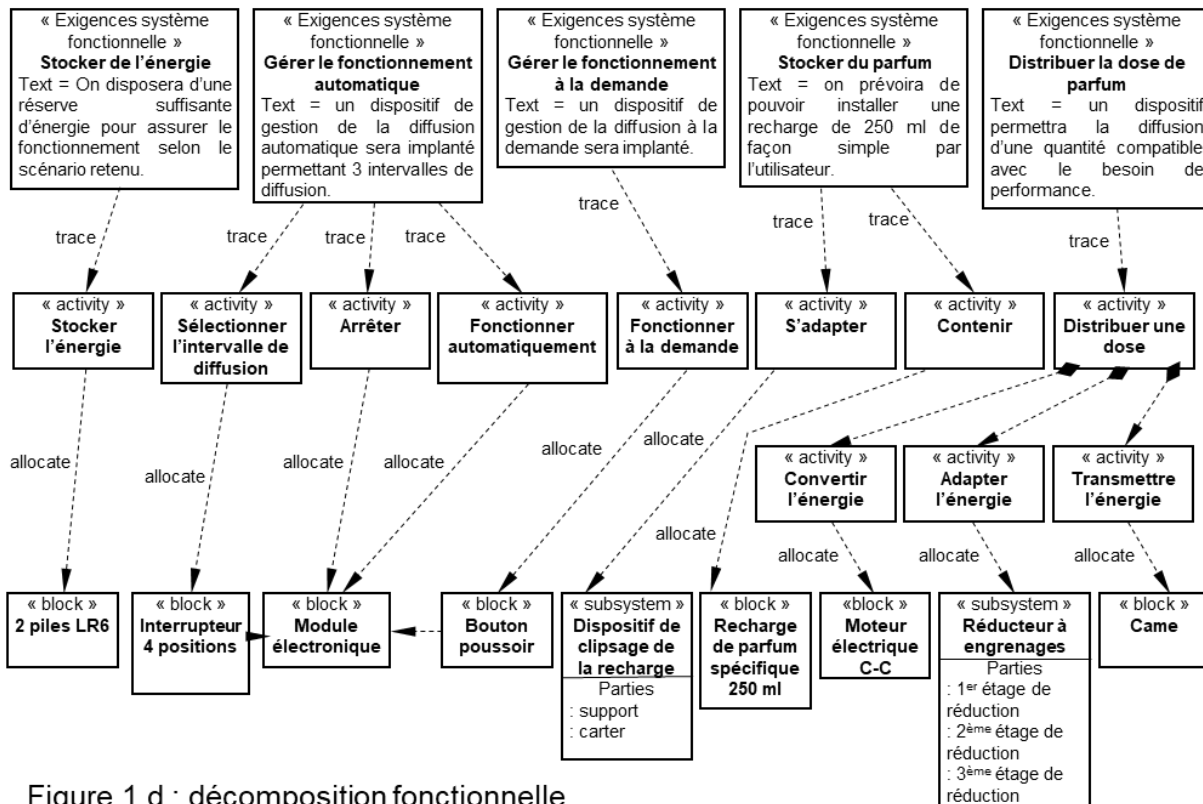 « Exigences système
fonctionnelle »
Stocker de l’énergie
Text = On disposera d’une
réserve suffisante
d’énergie pour assurer le
fonctionnement selon le
scénario retenu.
« Exigences système
fonctionnelle »
Gérer le fonctionnement
automatique
Text = un dispositif de
gestion de la diffusion
automatique sera implanté
permettant 3 intervalles de
diffusion.
« Exigences système
fonctionnelle »
Gérer le fonctionnement
à la demande
Text = un dispositif de
gestion de la diffusion à la
demande sera implanté.
« Exigences système
fonctionnelle »
Stocker du parfum
Text = on prévoira de
pouvoir installer une
recharge de 250 ml de
façon simple par
l’utilisateur.
« Exigences système
fonctionnelle »
Distribuer la dose de
parfum
Text = un dispositif
permettra la diffusion
d’une quantité compatible
avec le besoin de
performance.
trace
trace
trace
trace
trace
trace
trace
trace
« activity »
Stocker
l’énergie
« activity »
Sélectionner
l’intervalle de
diffusion
« activity »
Arrêter
« activity »
Fonctionner
automatiquement
« activity »
Fonctionner
à la demande
« activity »
S’adapter
« activity »
Contenir
« activity »
Distribuer une
dose
allocate
allocate
allocate
allocate
allocate
allocate
allocate
« activity »
Convertir
l’énergie
« activity »
Adapter
l’énergie
« activity »
Transmettre
l’énergie
allocate
allocate
allocate
« block »
2 piles LR6
« block »
Interrupteur
4 positions
« block »
Module
électronique
« block »
Bouton
poussoir
« subsystem »
Dispositif de
clipsage de
la recharge
Parties
: support
: carter
« block »
Recharge
de parfum
spécifique
250 ml
«block »
Moteur
électrique
C-C
« subsystem »
Réducteur à
engrenages
Parties
: 1er étage de
réduction
: 2ème étage de
réduction
: 3ème étage de
réduction
« block »
Came
Figure 1.d : décomposition fonctionnelle